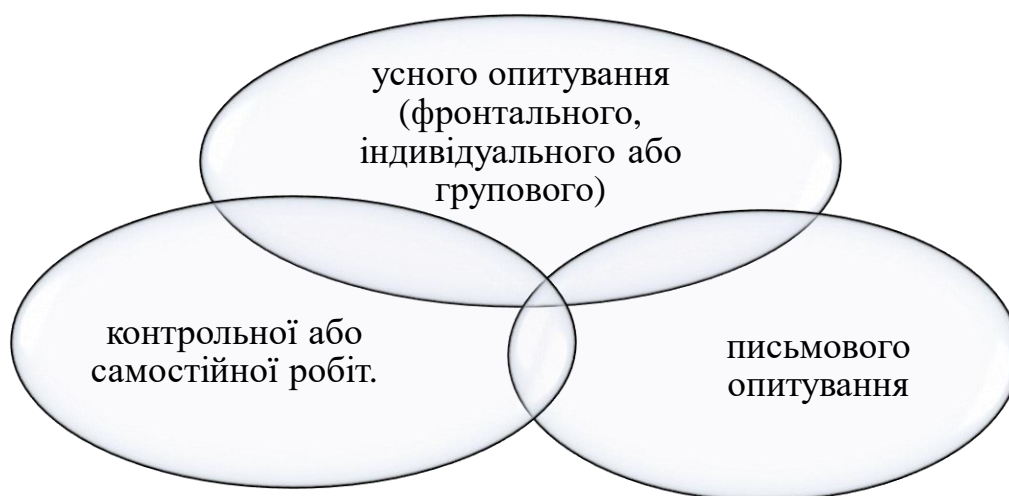 усного опитування
(фронтального,
індивідуального або
групового)
контрольної або
самостійної робіт.
письмового
опитування